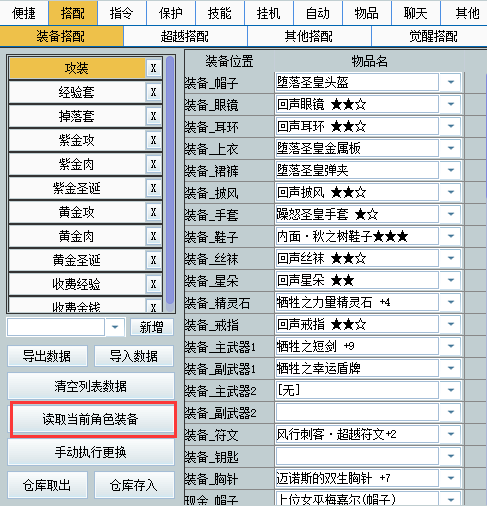 便捷 搭配 指令 保护 技能 挂机 自动 物品 聊天 其他
装备搭配 超越搭配 其他搭配 觉醒搭配
攻装 X
经验套 X
掉落套 X
紫金攻 X
紫金肉 X
紫金圣诞 X
黄金攻 X
黄金肉 X
黄金圣诞 X
收费经验 X
收费金钱 X
新增
导出数据 导入数据
清空列表数据
读取当前角色装备
手动执行更换
仓库取出 仓库存入
装备位置 物品名
装备_帽子 堕落圣皇头盔
装备_眼镜 回声眼镜 ★★☆
装备_耳环 回声耳环 ★★☆
装备_上衣 堕落圣皇金属板
装备_裙裤 堕落圣皇弹夹
装备_披风 回声披风 ★★☆
装备_手套 躁怒圣皇手套 ★☆
装备_鞋子 内面·秋之树鞋子★★★
装备_丝袜 回声丝袜 ★★☆
装备_星朵 回声星朵 ★★
装备_精灵石 牺牲之力量精灵石 +4
装备_戒指 回声戒指 ★★☆
装备_主武器1 牺牲之短剑 +9
装备_副武器1 牺牲之幸运盾牌
装备_主武器2 [无]
装备_副武器2
装备_符文 风行刺客·超越符文+2
装备_钥匙
装备_胸针 迈诺斯的双生胸针 +7
现金_帽子 上位女巫梅嘉尔(帽子)